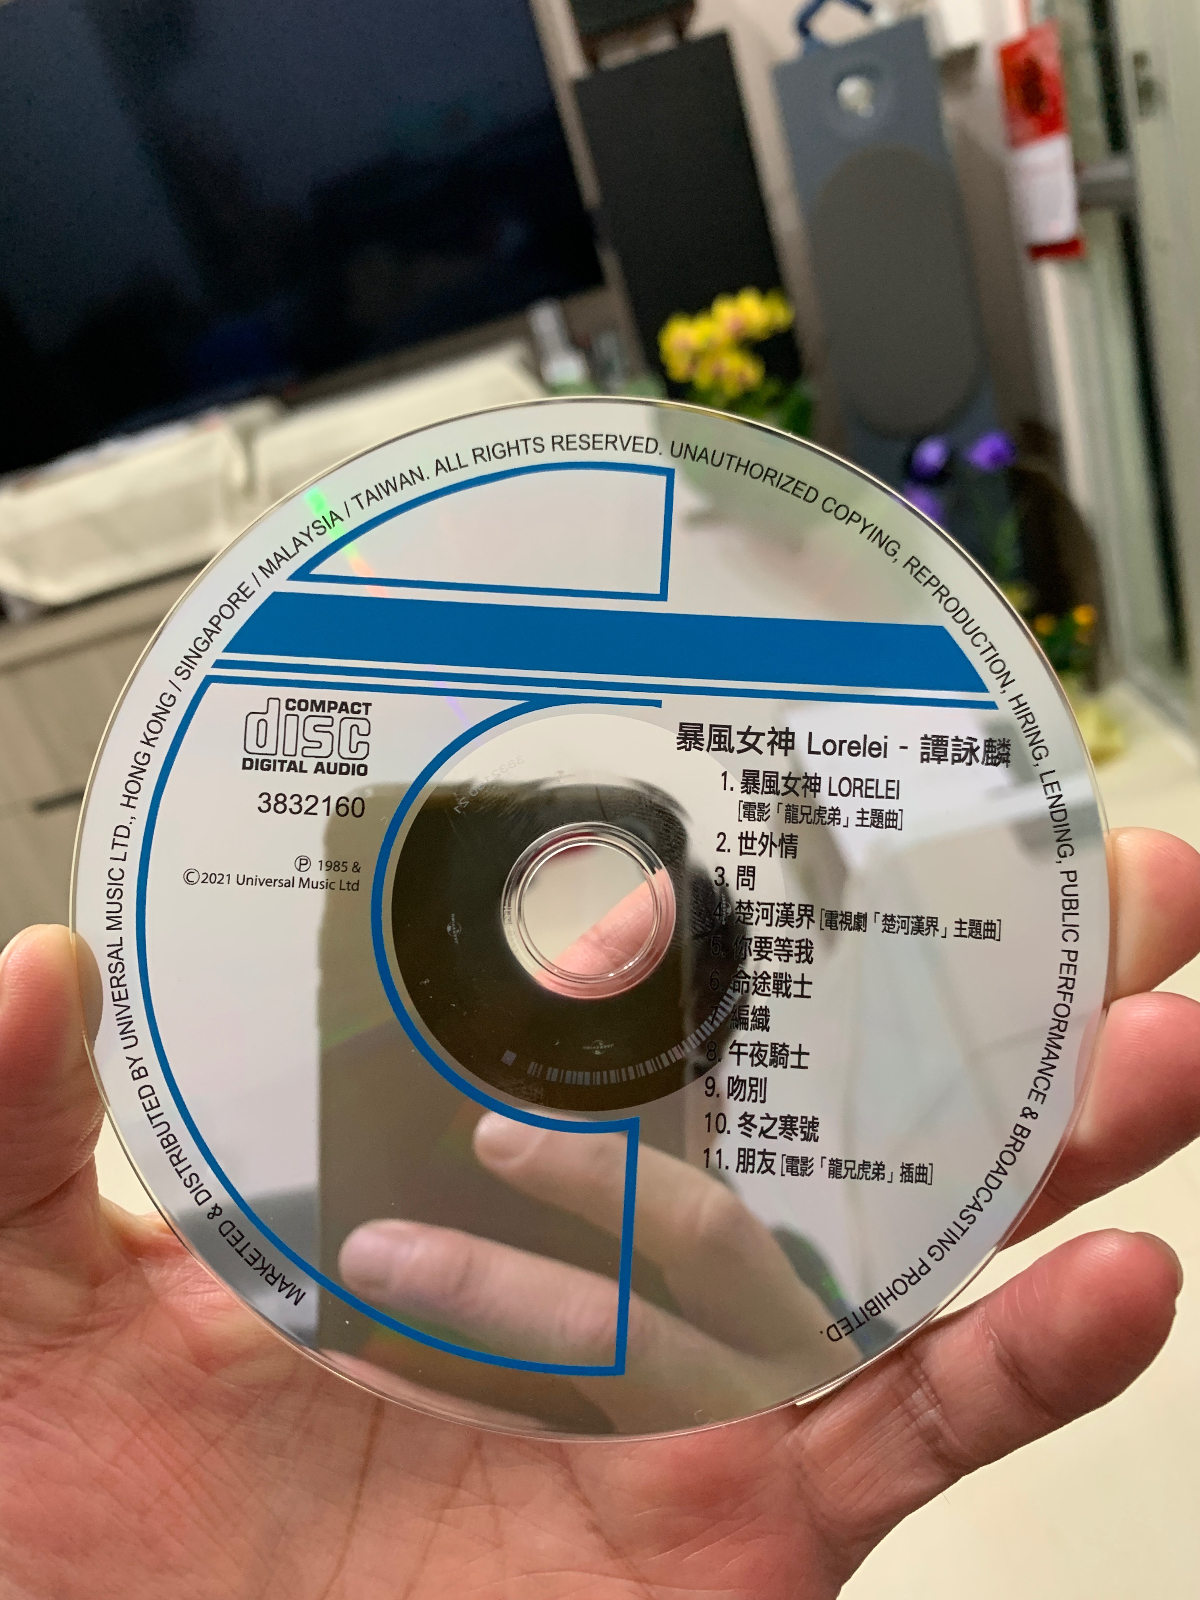 MARKETED & DISTRIBUTED BY UNIVERSAL MUSIC LTD., HONG KONG / SINGAPORE / MALAYSIA / TAIWAN. ALL RIGHTS RESERVED. UNAUTHORIZED COPYING, REPRODUCTION, HIRING, LENDING, PUBLIC PERFORMANCE & BROADCASTING PROHIBITED.
COMPACT
disc
DIGITAL AUDIO
3832160
Ⓟ 1985 &
©2021 Universal Music Ltd
暴風女神 Lorelei - 譚詠麟
1. 暴風女神 LORELEI
[電影「龍兄虎弟」主題曲]
2. 世外情
3. 問
4. 楚河漢界 [電視劇「楚河漢界」主題曲]
5. 你要等我
6. 命途戰士
編織
8. 午夜騎士
9. 吻別
10. 冬之寒號
11. 朋友 [電影「龍兄虎弟」插曲]